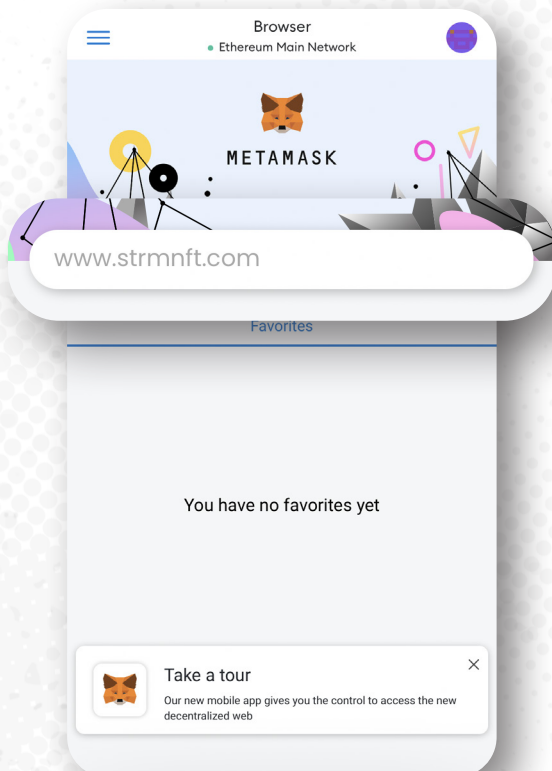 Browser
Ethereum Main Network
METAMASK
www.strmnft.com
Favorites
You have no favorites yet
Take a tour
Our new mobile app gives you the control to access the new
decentralized web